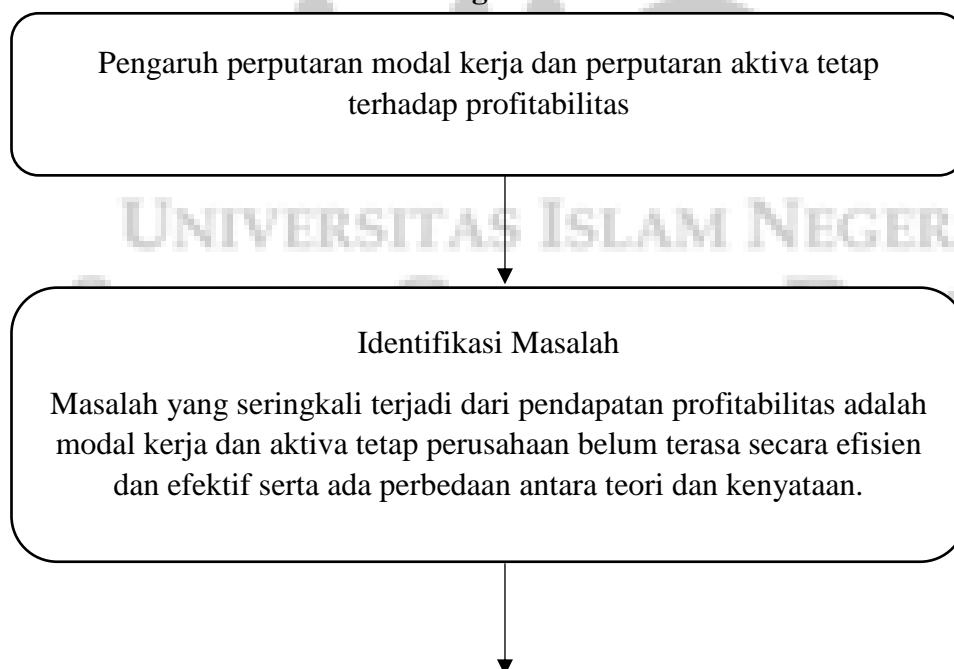 Pengaruh perputaran modal kerja dan perputaran aktiva tetap
terhadap profitabilitas
UNIVERSITAS ISLAM NEGER
Identifikasi Masalah
Masalah yang seringkali terjadi dari pendapatan profitabilitas adalah
modal kerja dan aktiva tetap perusahaan belum terasa secara efisien
dan efektif serta ada perbedaan antara teori dan kenyataan.